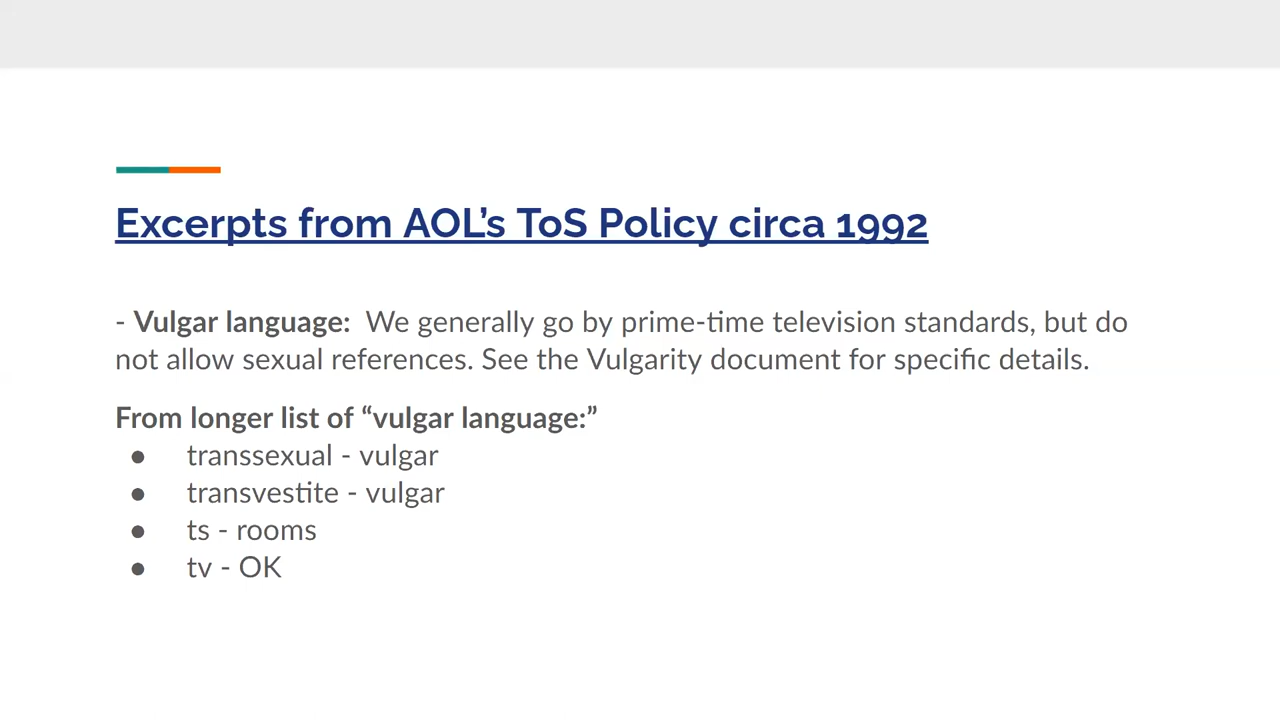 Excerpts from AOL’s ToS Policy circa 1992
- Vulgar language:  We generally go by prime-time television standards, but do
not allow sexual references. See the Vulgarity document for specific details.
From longer list of “vulgar language:”
● transsexual - vulgar
● transvestite - vulgar
● ts - rooms
● tv - OK